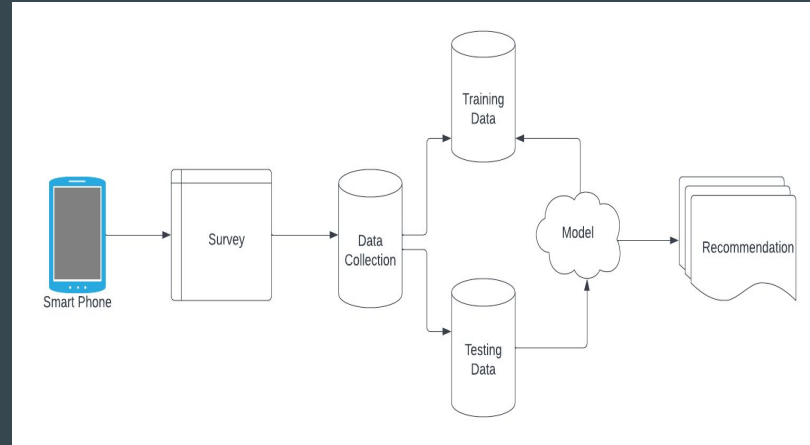 Smart Phone
Survey
Data
Collection
Training
Data
Testing
Data
Model
Recommendation